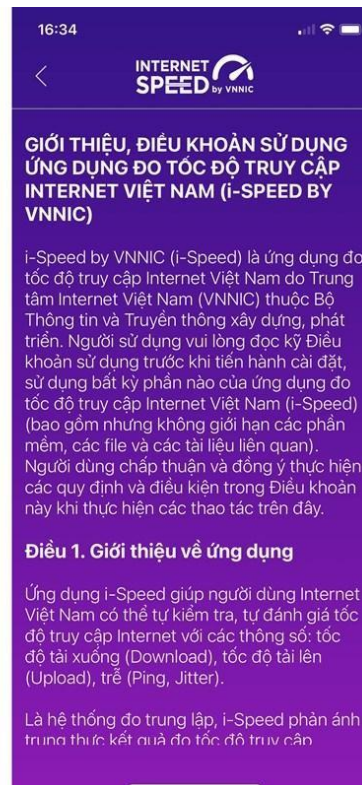 16:34
INTERNET
SPEED by VNNIC
GIỚI THIỆU, ĐIỀU KHOẢN SỬ DỤNG
ỨNG DỤNG ĐO TỐC ĐỘ TRUY CẬP
INTERNET VIỆT NAM (i-SPEED BY
VNNIC)
i-Speed by VNNIC (i-Speed) là ứng dụng đo
tốc độ truy cập Internet Việt Nam do Trung
tâm Internet Việt Nam (VNNIC) thuộc Bộ
Thông tin và Truyền thông xây dựng, phát
triển. Người sử dụng vui lòng đọc kỹ Điều
khoản sử dụng trước khi tiến hành cài đặt,
sử dụng bất kỳ phần nào của ứng dụng đo
tốc độ truy cập Internet Việt Nam (i-Speed)
(bao gồm nhưng không giới hạn các phần
mềm, các file và các tài liệu liên quan).
Người dùng chấp thuận và đồng ý thực hiện
các quy định và điều kiện trong Điều khoản
này khi thực hiện các thao tác trên đây.
Điều 1. Giới thiệu về ứng dụng
Ứng dụng i-Speed giúp người dùng Internet
Việt Nam có thể tự kiểm tra, tự đánh giá tốc
độ truy cập Internet với các thông số: tốc
độ tải xuống (Download), tốc độ tải lên
(Upload), trễ (Ping, Jitter).
Là hệ thống đo trung lập, i-Speed phản ánh
trung thực kết quả đo tốc độ truy cập